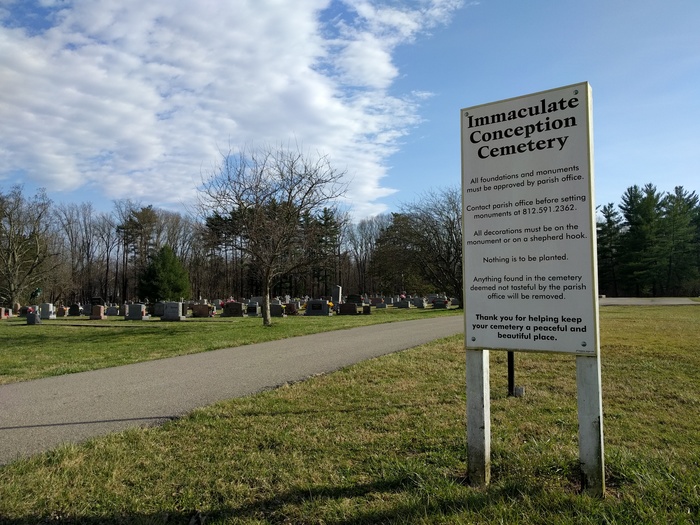 Immaculate
Conception
Cemetery
All foundations and monuments
must be approved by parish office.
Contact parish office before setting
monuments at 812.591.2362.
All decorations must be on the
monument or on a shepherd hook.
Nothing is to be planted.
Anything found in the cemetery
deemed not tasteful by the parish
office will be removed.
Thank you for helping keep
your cemetery a peaceful and
beautiful place.